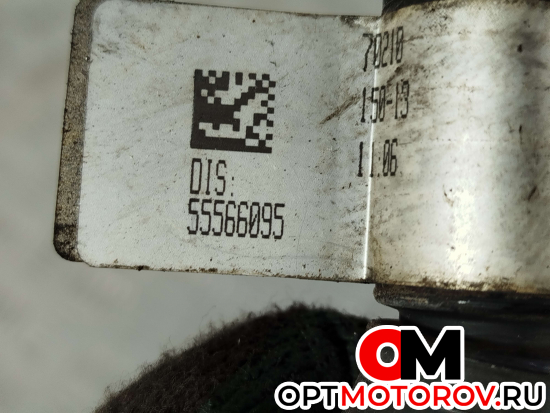 70210
150-13
11:06
DIS:
55566095
OM
OPTMOTOROV.RU